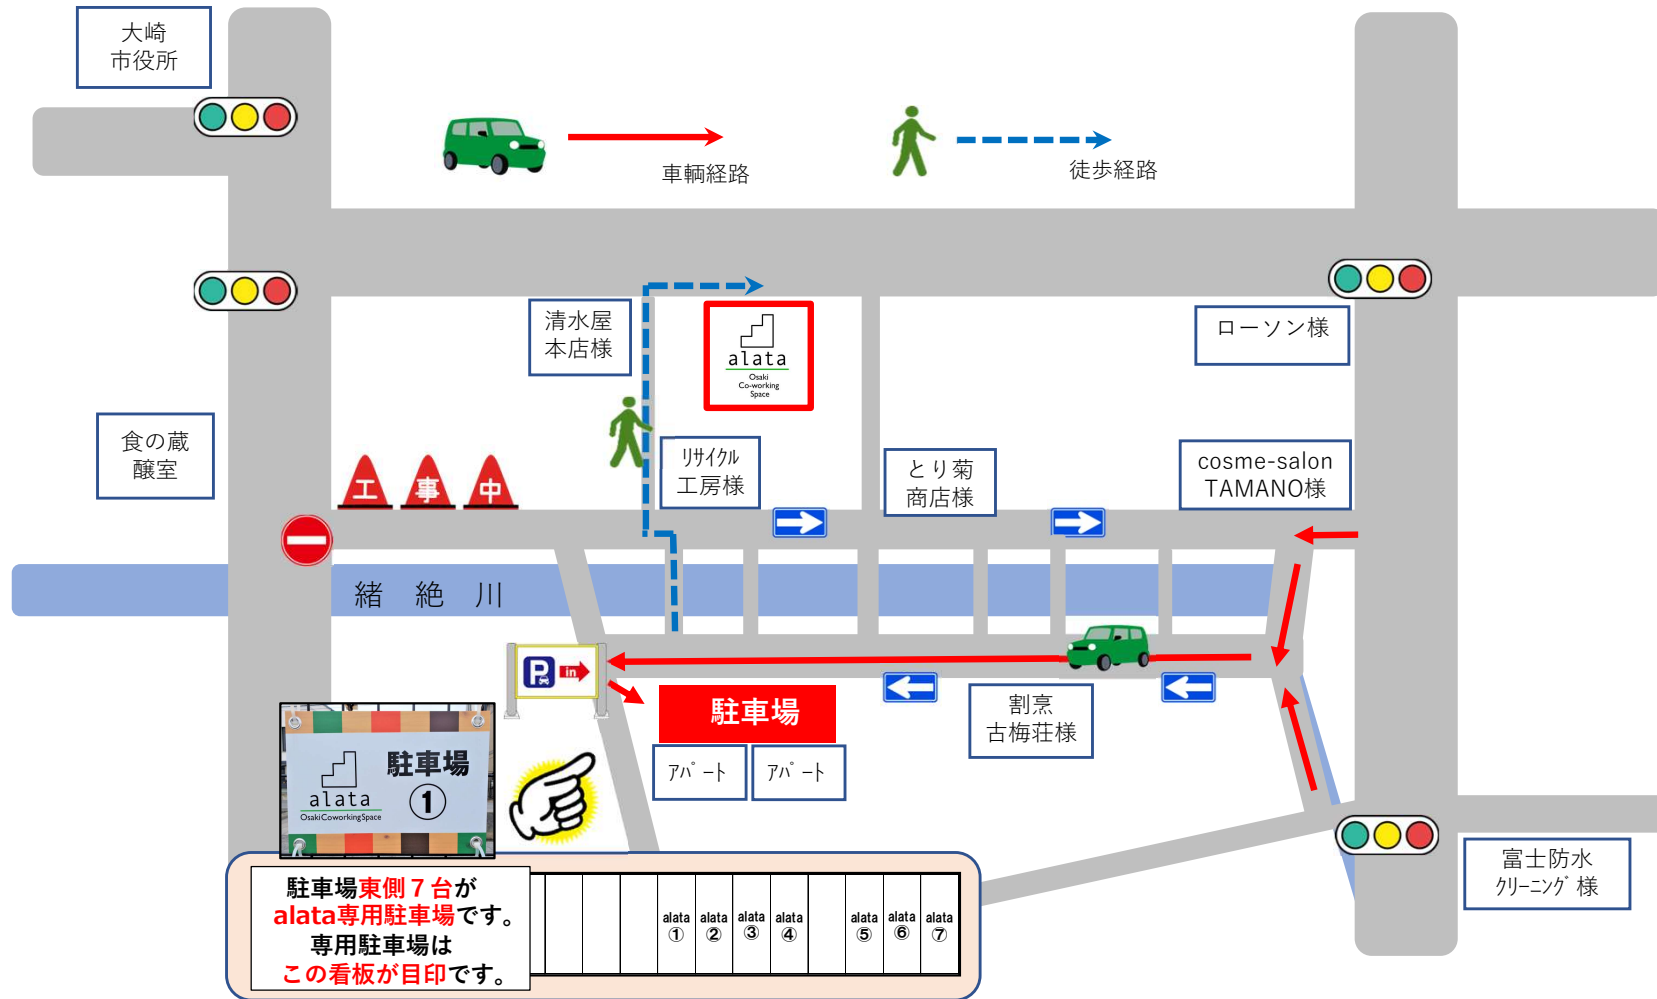 大崎
市役所
車輌経路
徒歩経路
清水屋
本店様
alata
Osaki
Co-working
Space
ローソン様
食の蔵
醸室
工 事 中
ﾘｻｲｸﾙ
工房様
とり菊
商店様
cosme-salon
TAMANO様
緒 絶 川
P in
駐車場
割烹
古梅荘様
ｱﾊﾟｰﾄ
ｱﾊﾟｰﾄ
alata
OsakiCoworkingSpace
駐車場
①
富士防水
ｸﾘｰﾆﾝｸﾞ様
駐車場東側７台が
alata専用駐車場です。
専用駐車場は
この看板が目印です。
alata
①
alata
②
alata
③
alata
④
alata
⑤
alata
⑥
alata
⑦